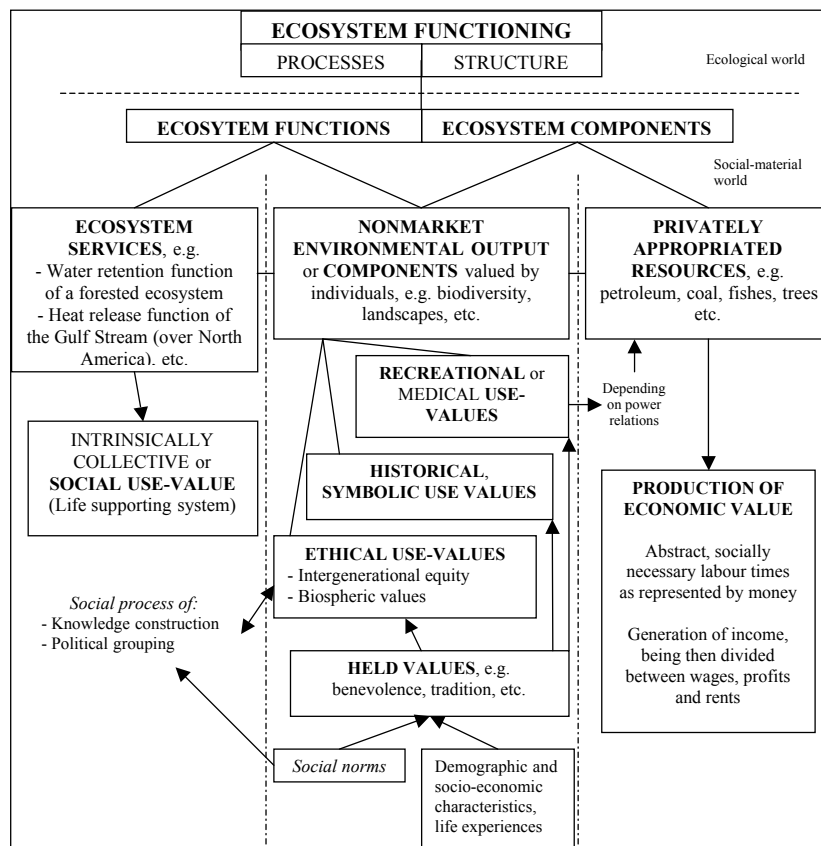 ECOSYSTEM FUNCTIONING
PROCESSES
STRUCTURE
Ecological world
ECOSYTEM FUNCTIONS
ECOSYSTEM COMPONENTS
Social-material
world
ECOSYSTEM
SERVICES, e.g.
- Water retention function
of a forested ecosystem
- Heat release function of
the Gulf Stream (over North
America), etc.
NONMARKET
ENVIRONMENTAL OUTPUT
or COMPONENTS valued by
individuals, e.g. biodiversity,
landscapes, etc.
PRIVATELY
APPROPRIATED
RESOURCES, e.g.
petroleum, coal, fishes, trees
etc.
RECREATIONAL or
MEDICAL USE-
VALUES
Depending
on power
relations
INTRINSICALLY
COLLECTIVE or
SOCIAL USE-VALUE
(Life supporting system)
HISTORICAL,
SYMBOLIC USE VALUES
PRODUCTION OF
ECONOMIC VALUE
Abstract, socially
necessary labour times
as represented by money
Generation of income,
being then divided
between wages, profits
and rents
ETHICAL USE-VALUES
- Intergenerational equity
- Biospheric values
Social process of:
- Knowledge construction
- Political grouping
HELD VALUES, e.g.
benevolence, tradition, etc.
Social norms
Demographic and
socio-economic
characteristics,
life experiences